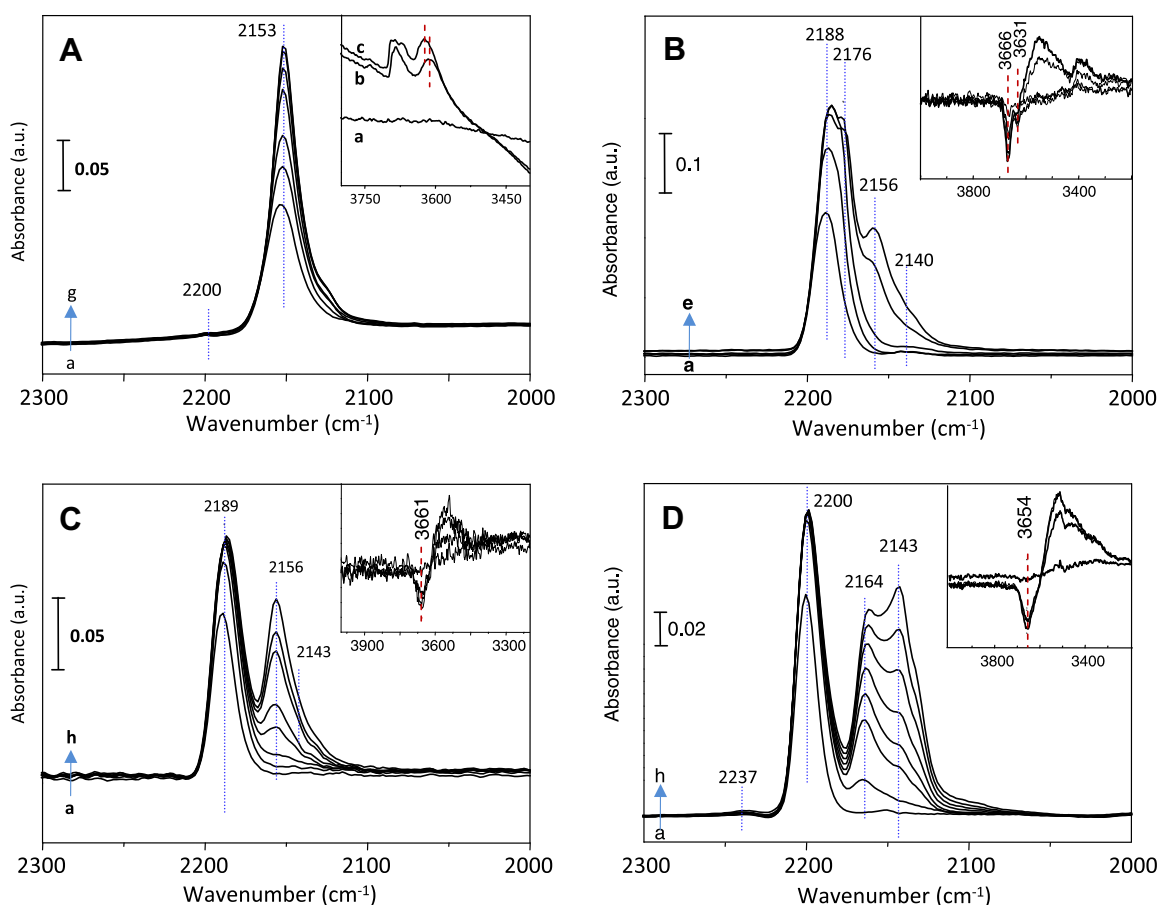 A
2153
2200
0.05
g
a
c
b
a
3750
3600
3450
Absorbance (a.u.)
2300
2200
2100
2000
Wavenumber (cm-1)
B
2188
2176
2156
2140
0.1
e
a
3666
3631
3800
3400
Absorbance (a.u.)
2300
2200
2100
2000
Wavenumber (cm-1)
C
2189
2156
2143
0.05
h
a
3661
3900
3600
3300
Absorbance (a.u.)
2300
2200
2100
2000
Wavenumber (cm-1)
D
2200
2164
2143
2237
0.02
h
a
3654
3800
3400
Absorbance (a.u.)
2300
2200
2100
2000
Wavenumber (cm-1)